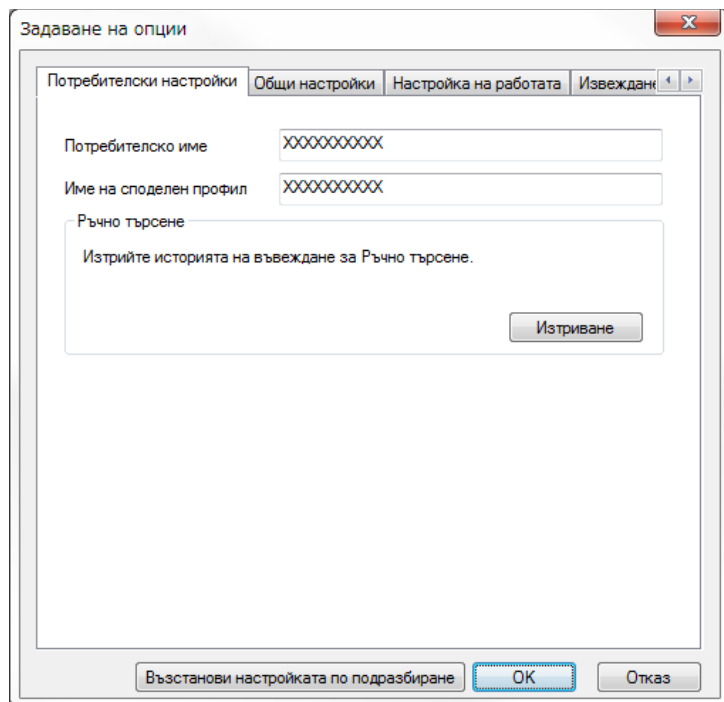 Задаване на опции
Потребителски настройки Общи настройки Настройка на работата
Потребителско име XXXXXXXXXX
Име на споделен профил XXXXXXXXXX
Ръчно търсене
Изтрийте историята на въвеждане за Ръчно търсене.
Изтриване
Възстанови настройката по подразбиране OK Отказ